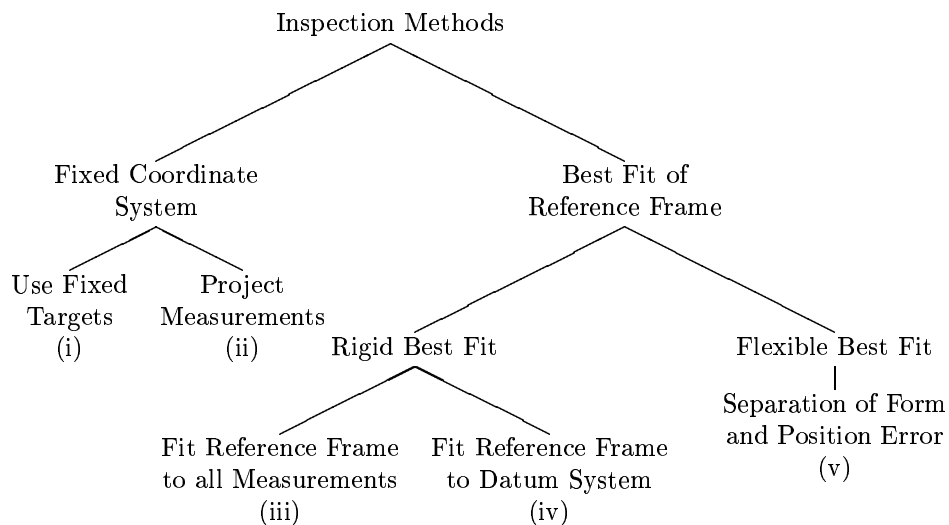 Inspection Methods
Fixed Coordinate
System
Best Fit of
Reference Frame
Use Fixed
Targets
(i)
Project
Measurements
(ii)
Rigid Best Fit
Flexible Best Fit
Fit Reference Frame
to all Measurements
(iii)
Fit Reference Frame
to Datum System
(iv)
Separation of Form
and Position Error
(v)